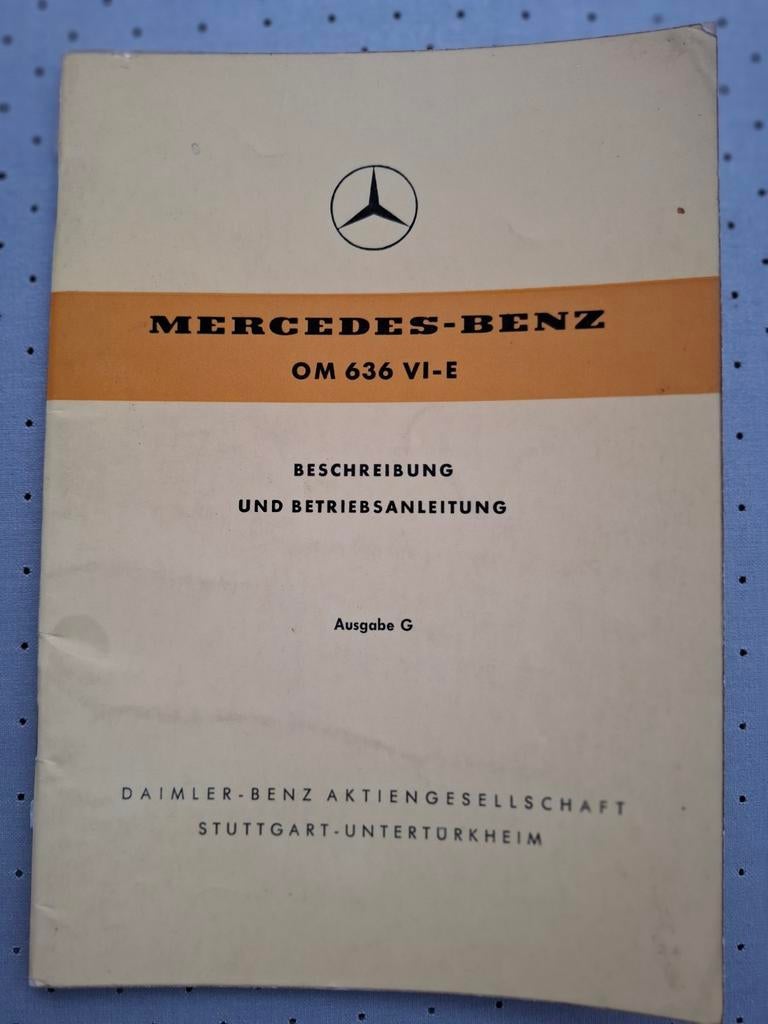 MERCEDES-BENZ
OM 636 VI-E
BESCHREIBUNG
UND BETRIEBSANLEITUNG
Ausgabe G
DAIMLER-BENZ AKTIENGESELLSCHAFT
STUTTGART-UNTERTÜRKHEIM